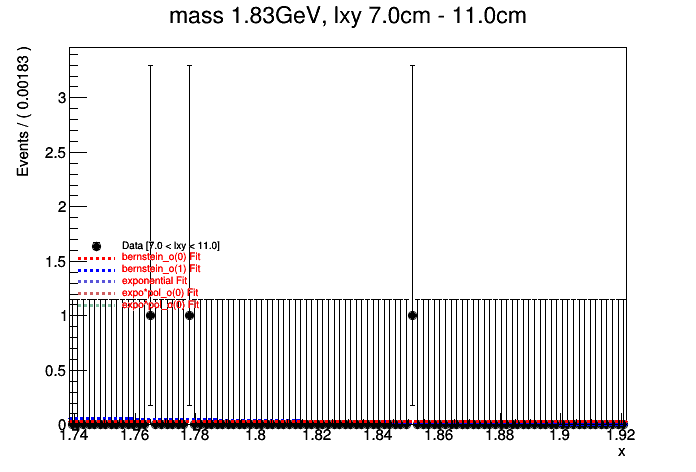 mass 1.83GeV, lxy 7.0cm - 11.0cm
Events / ( 0.00183 )
3
2.5
2
1.5
1
0.5
0
Data [7.0 < lxy < 11.0]
bernstein_o(0) Fit
bernstein_o(1) Fit
exponential Fit
expo*pol_o(0) Fit
1.74 1.76 1.78 1.8 1.82 1.84 1.86 1.88 1.9 1.92
x